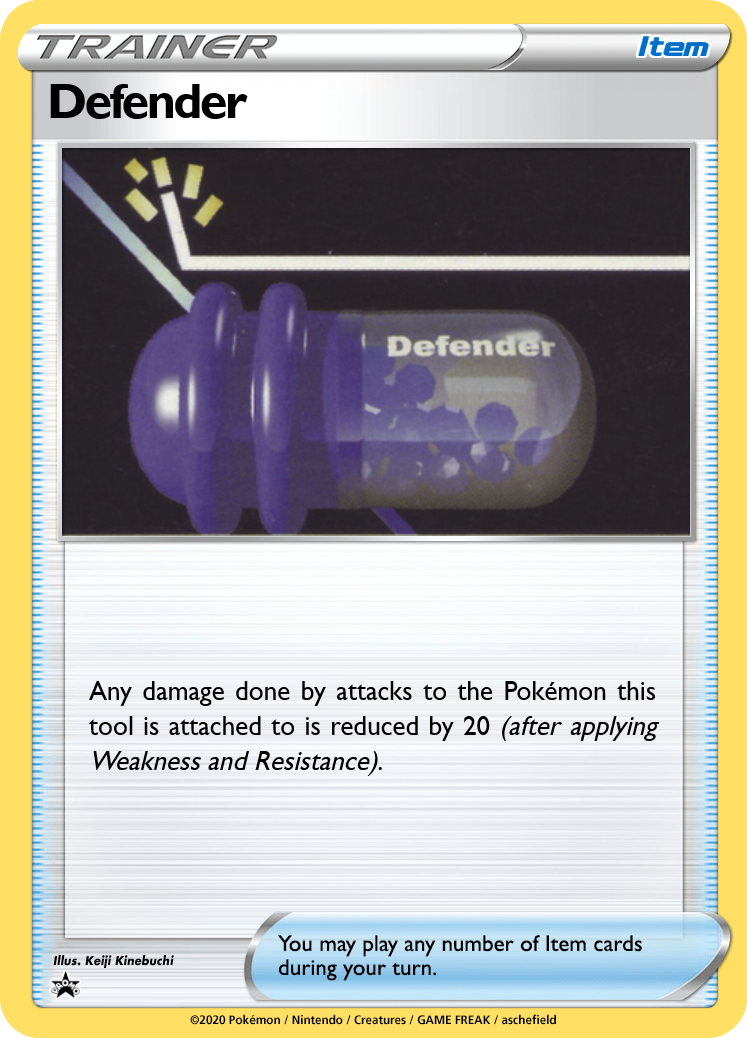 TRAINER
Item
Defender
Defender
Any damage done by attacks to the Pokémon this
tool is attached to is reduced by 20 (after applying
Weakness and Resistance).
You may play any number of Item cards
during your turn.
Illus. Keiji Kinebuchi
PROMO
©2020 Pokémon / Nintendo / Creatures / GAME FREAK / aschefield